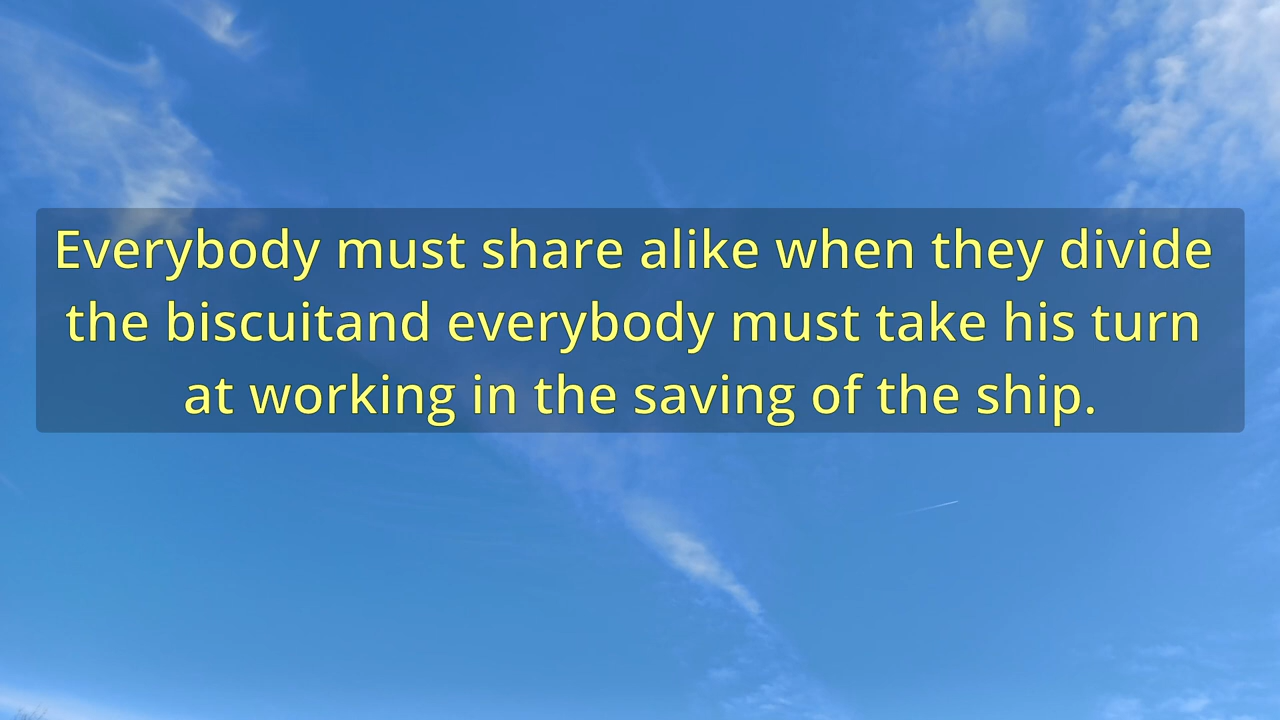 Everybody must share alike when they divide
the biscuitand everybody must take his turn
at working in the saving of the ship.